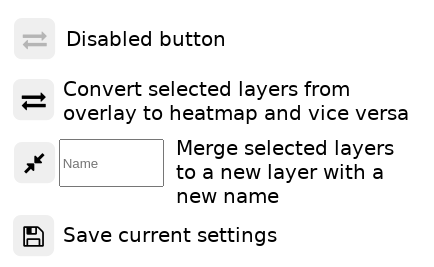 Disabled button
Convert selected layers from
overlay to heatmap and vice versa
Name
Merge selected layers
to a new layer with a
new name
Save current settings